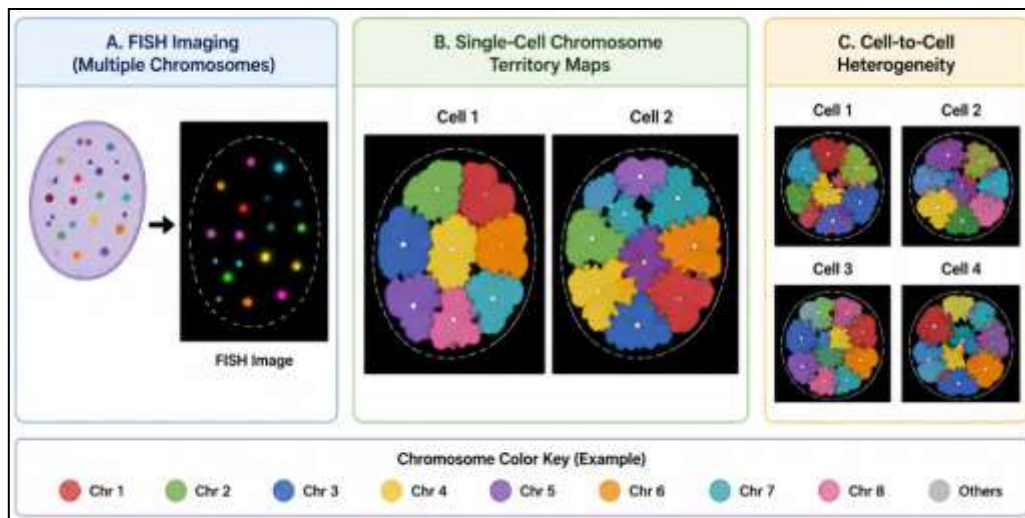 A. FISH Imaging
(Multiple Chromosomes)
FISH Image
B. Single-Cell Chromosome
Territory Maps
Cell 1
Cell 2
C. Cell-to-Cell
Heterogeneity
Cell 1
Cell 2
Cell 3
Cell 4
Chromosome Color Key (Example)
Chr 1
Chr 2
Chr 3
Chr 4
Chr 5
Chr 6
Chr 7
Chr 8
Others